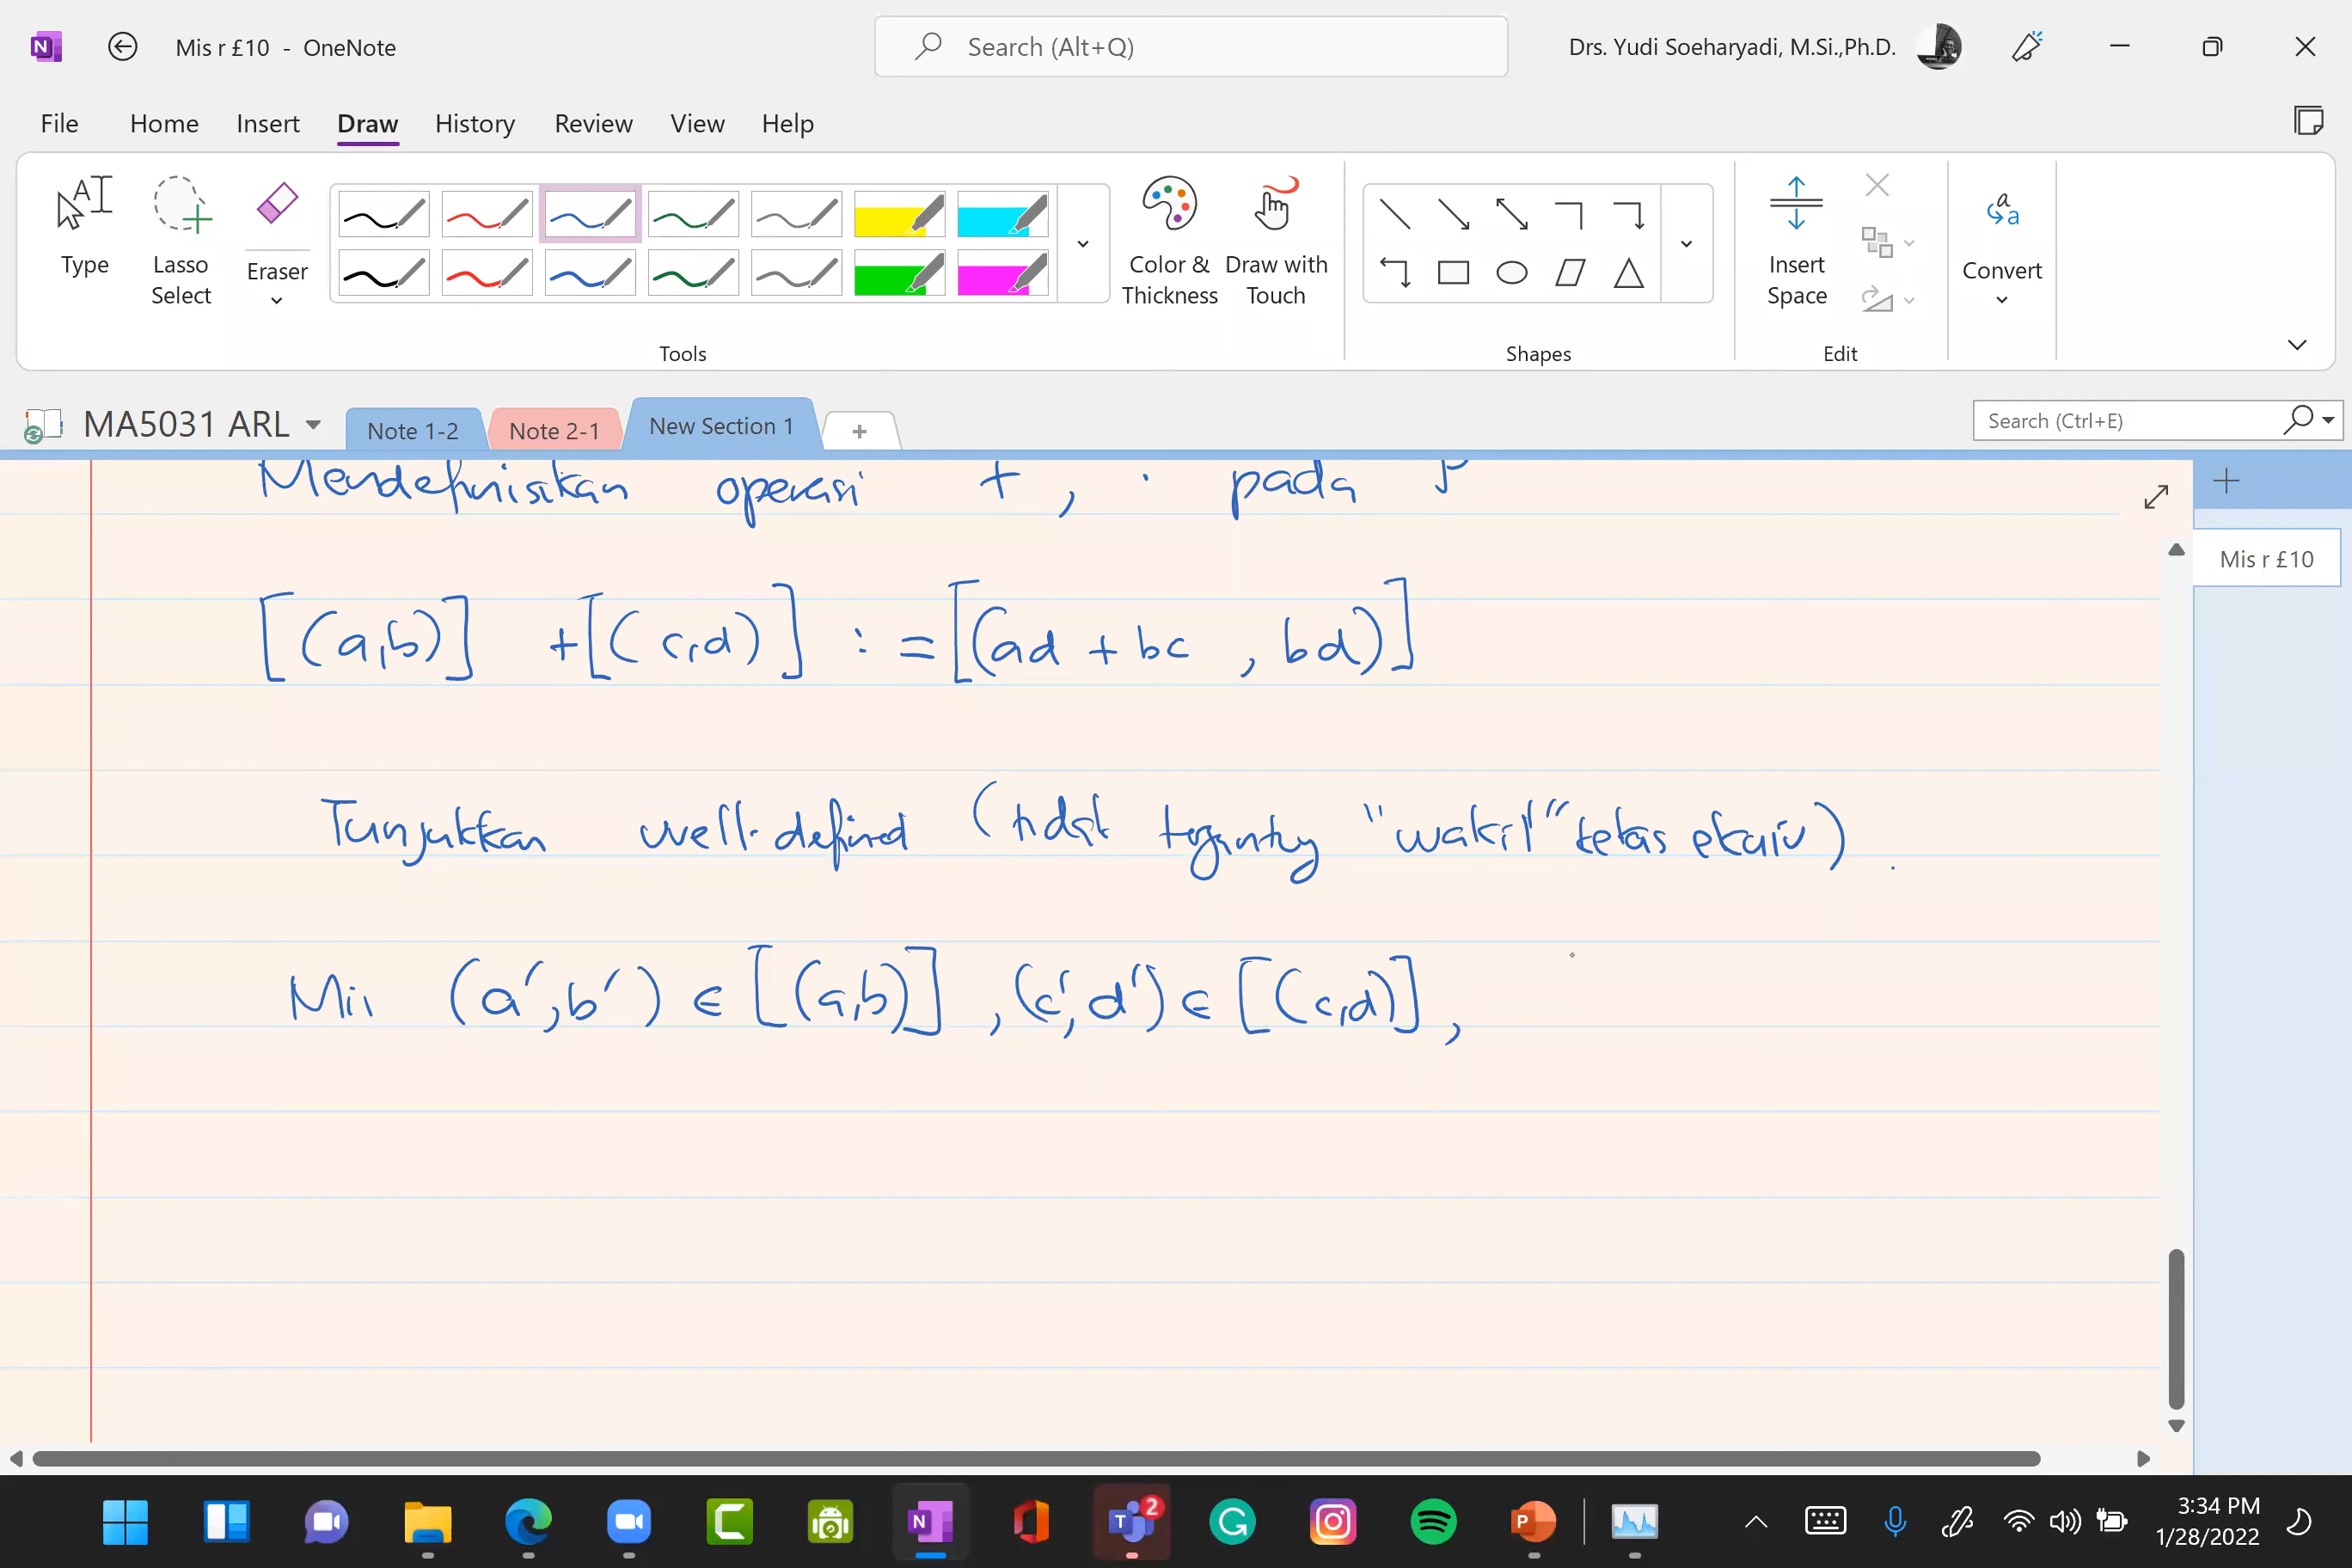 Mis r £10 - OneNote
Search (Alt+Q)
Drs. Yudi Soeharyadi, M.Si.,Ph.D.
File Home Insert Draw History Review View Help
Type
Lasso Select
Eraser
Color & Thickness
Draw with Touch
Insert Space
Convert
Tools Shapes Edit
MA5031 ARL Note 1-2 Note 2-1 New Section 1 +
Search (Ctrl+E)
Mis r £10
Mendefinisikan operasi + , · pada
[(a,b)] + [(c,d)] := [(ad + bc , bd)]
Tunjukkan well-defined (tidak tergantung "wakil" kelas ekuiv).
Mis (a',b') ∈ [(a,b)] , (c',d') ∈ [(c,d)] ,
2
3:34 PM
1/28/2022